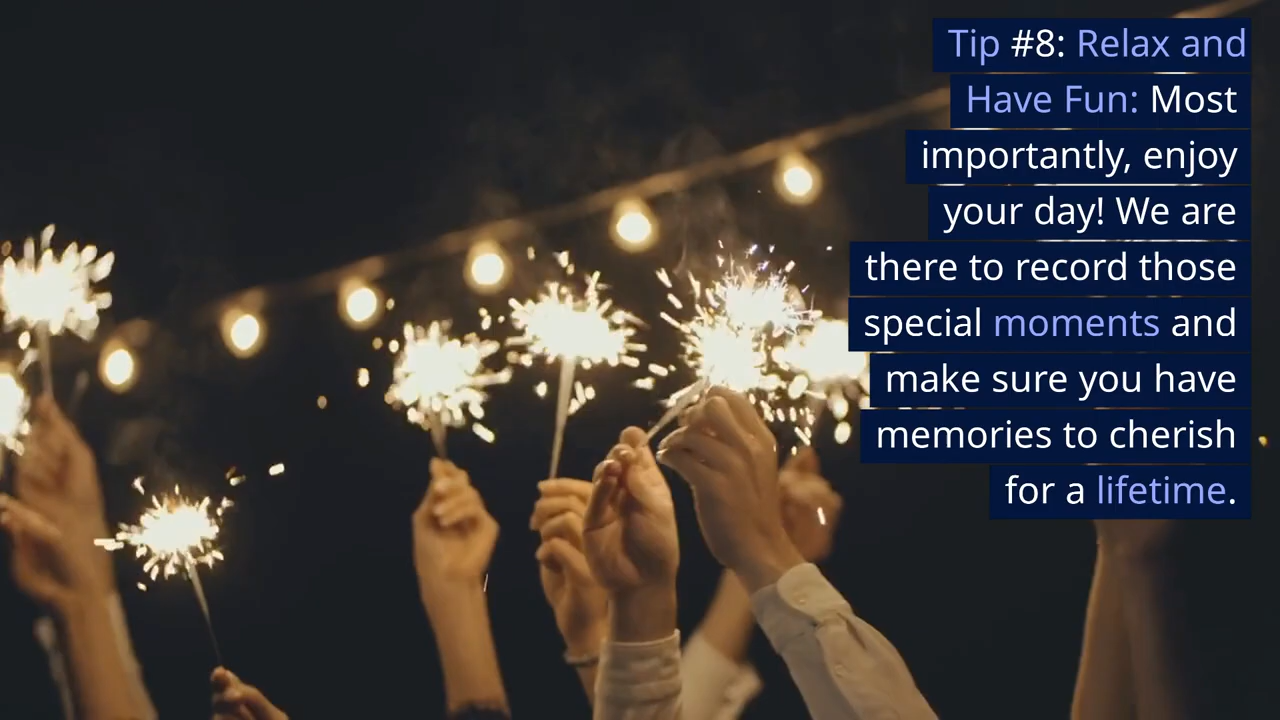 Tip #8: Relax and
Have Fun: Most
importantly, enjoy
your day! We are
there to record those
special moments and
make sure you have
memories to cherish
for a lifetime.